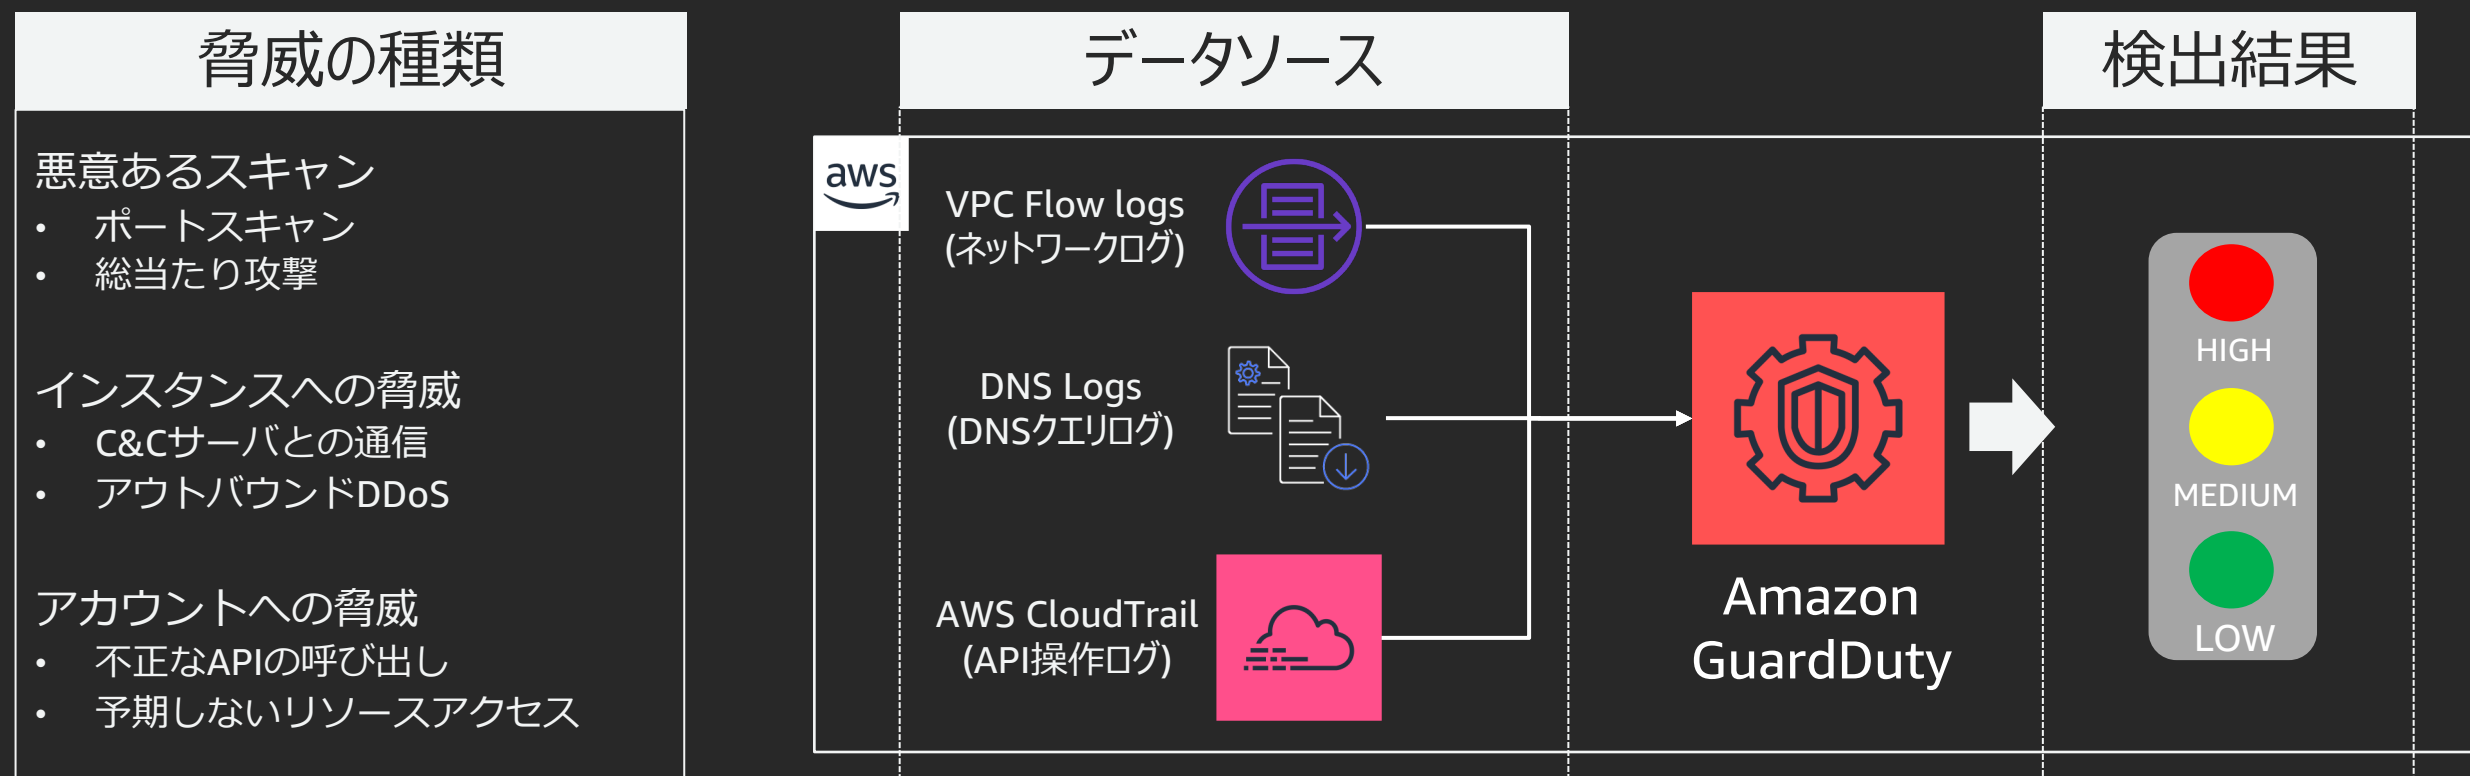 脅威の種類
悪意あるスキャン
• ポートスキャン
• 総当たり攻撃
インスタンスへの脅威
• C&Cサーバとの通信
• アウトバウンドDDoS
アカウントへの脅威
• 不正なAPIの呼び出し
• 予期しないリソースアクセス
データソース
aws
VPC Flow logs
(ネットワークログ)
DNS Logs
(DNSクエリログ)
AWS CloudTrail
(API操作ログ)
Amazon
GuardDuty
検出結果
HIGH
MEDIUM
LOW